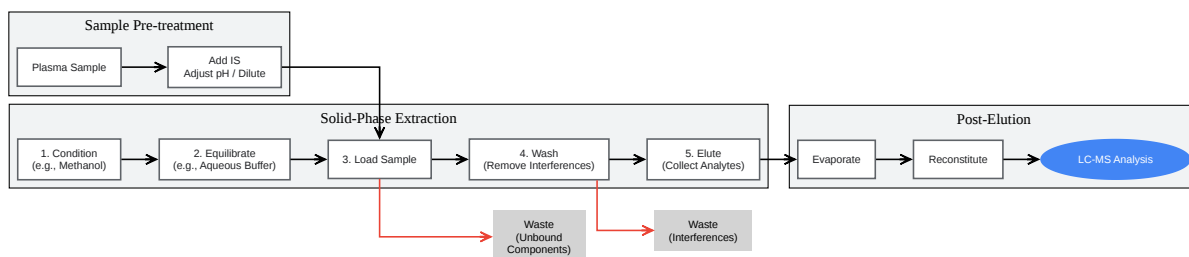 Sample Pre-treatment
Plasma Sample
Add IS
Adjust pH / Dilute
Solid-Phase Extraction
1. Condition
(e.g., Methanol)
2. Equilibrate
(e.g., Aqueous Buffer)
3. Load Sample
4. Wash
(Remove Interferences)
5. Elute
(Collect Analytes)
Post-Elution
Evaporate
Reconstitute
LC-MS Analysis
Waste
(Unbound
Components)
Waste
(Interferences)